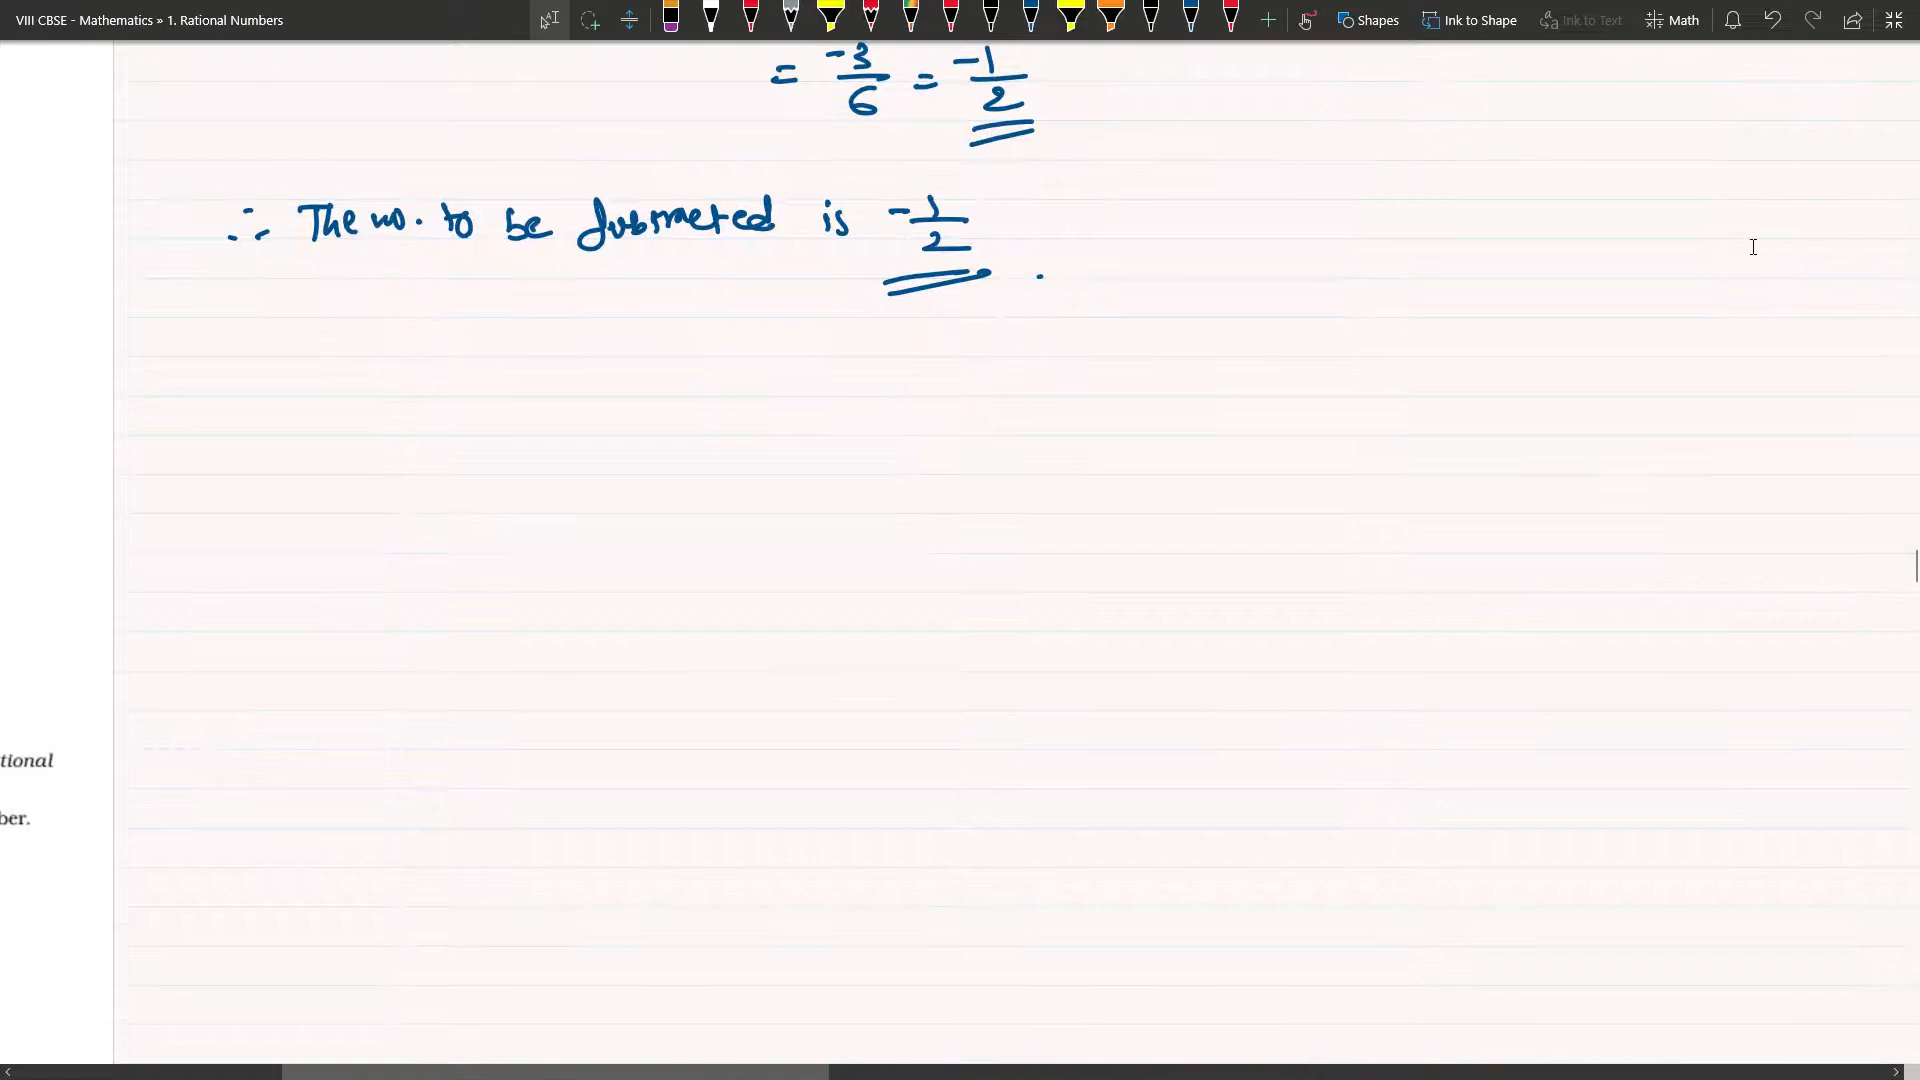 VIII CBSE - Mathematics » 1. Rational Numbers
Shapes
Ink to Shape
Ink to Text
Math
= -3/6 = -1/2
∴ The no. to be subtracted is -1/2 .
tional
ber.